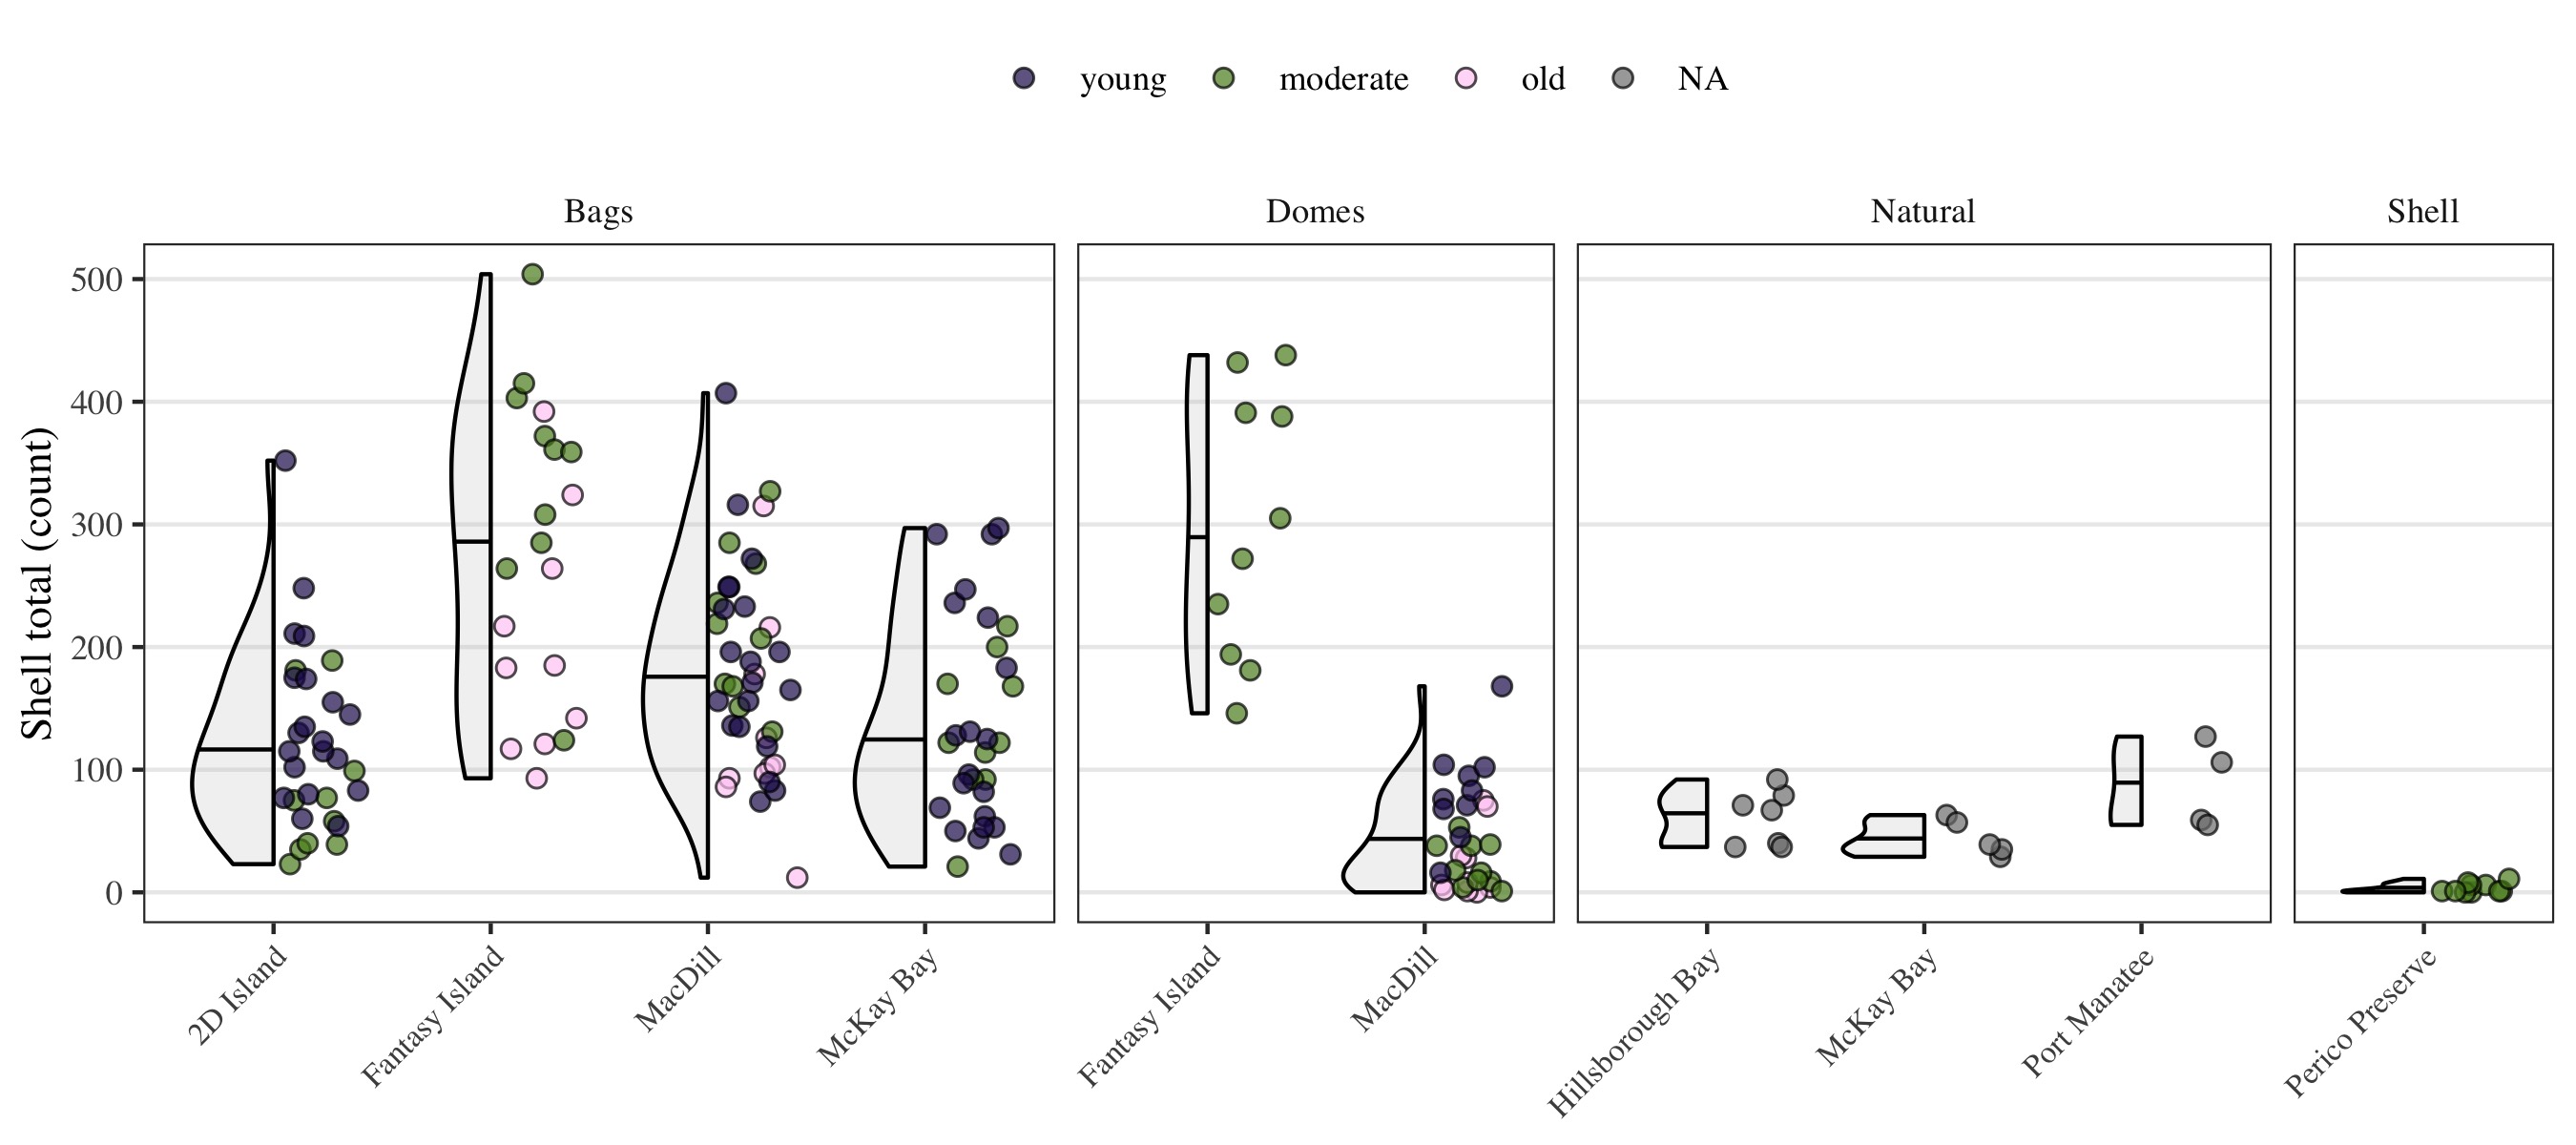 young moderate old NA
Bags Domes Natural Shell
Shell total (count)
500
400
300
200
100
0
2D Island
Fantasy Island
MacDill
McKay Bay
Fantasy Island
MacDill
Hillsborough Bay
McKay Bay
Port Manatee
Perico Preserve